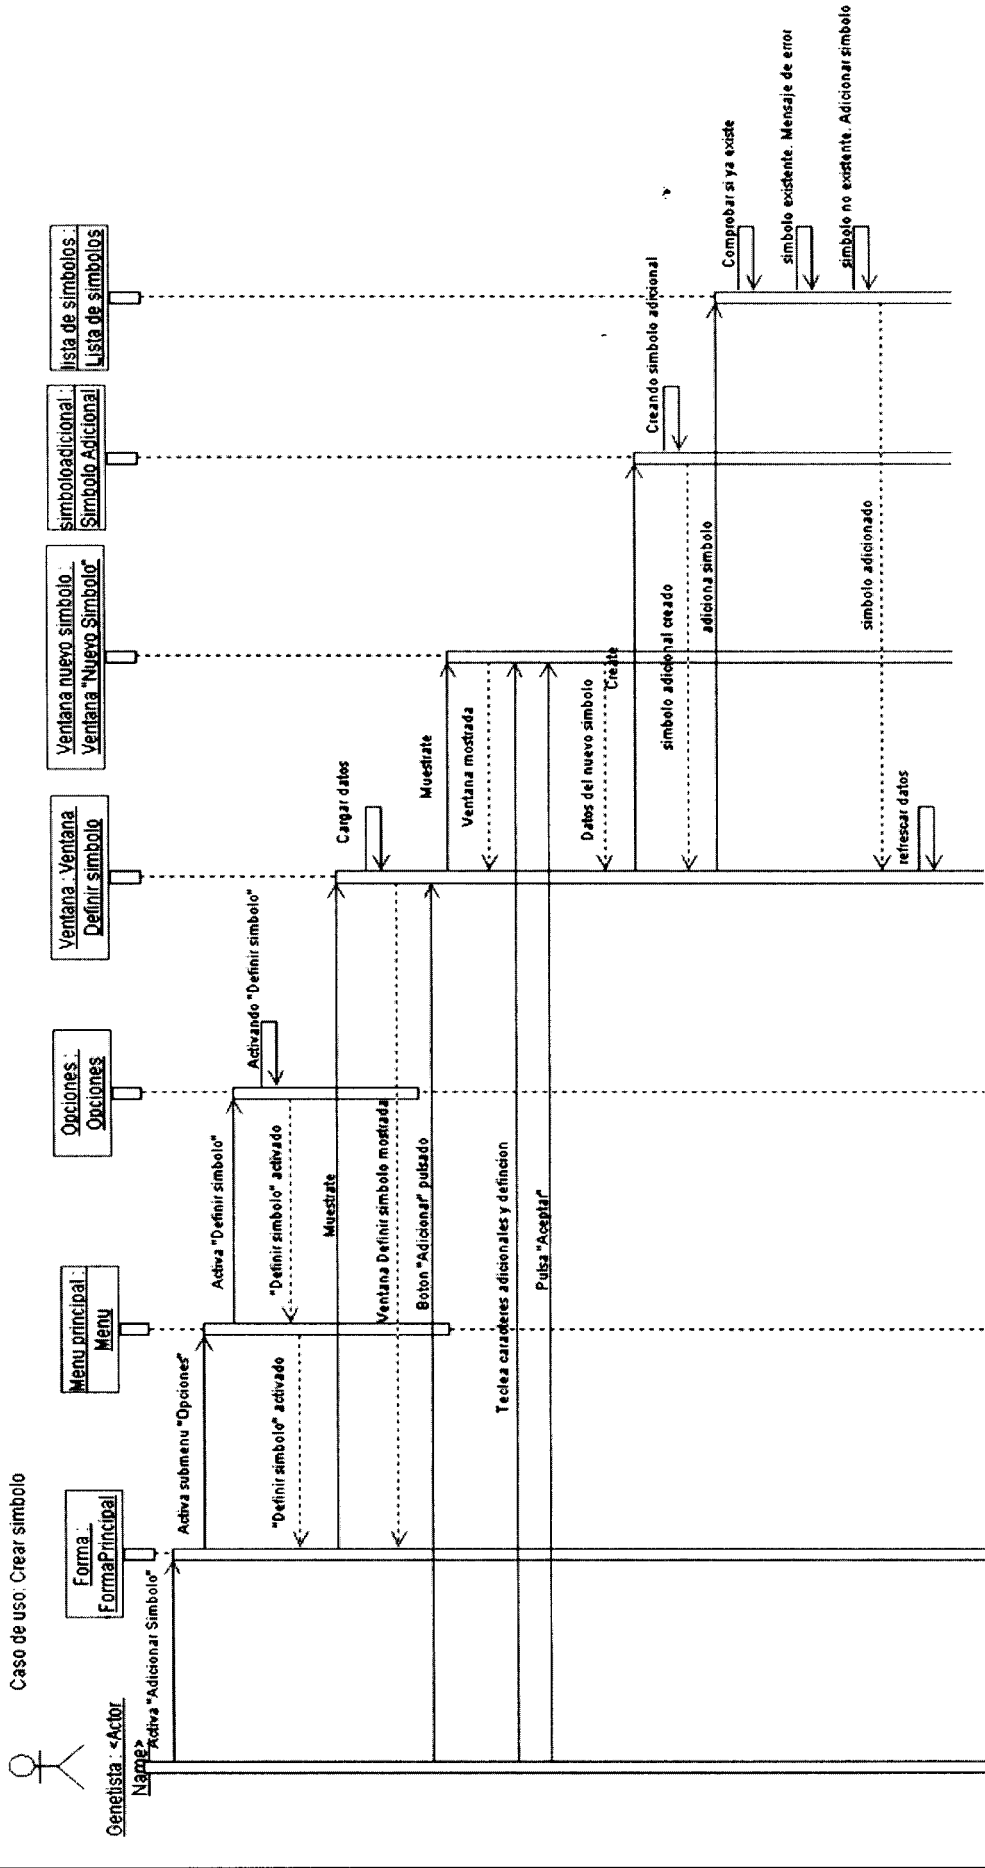 Caso de uso: Crear simbolo
Genetista : <Actor
Name>
Forma :
FormaPrincipal
Menu principal :
Menu
Opciones :
Opciones
Ventana : Ventana
Definir simbolo
Ventana nuevo simbolo :
Ventana "Nuevo Simbolo"
simboloadicional :
Simbolo Adicional
lista de simbolos :
Lista de simbolos
Activa "Adicionar Simbolo"
Activa submenu "Opciones"
Activa "Definir simbolo"
Activando "Definir simbolo"
"Definir simbolo" activado
"Definir simbolo" activado
Muestrate
Cargar datos
Ventana Definir simbolo mostrada
Boton "Adicionar" pulsado
Muestrate
Ventana mostrada
Teclea caracteres adicionales y defincion
Pulsa "Aceptar"
Datos del nuevo simbolo
Create
Creando simbolo adicional
simbolo adicional creado
adiciona simbolo
Comprobar si ya existe
simbolo existente. Mensaje de error
simbolo no existente. Adicionar simbolo
simbolo adicionado
refrescar datos